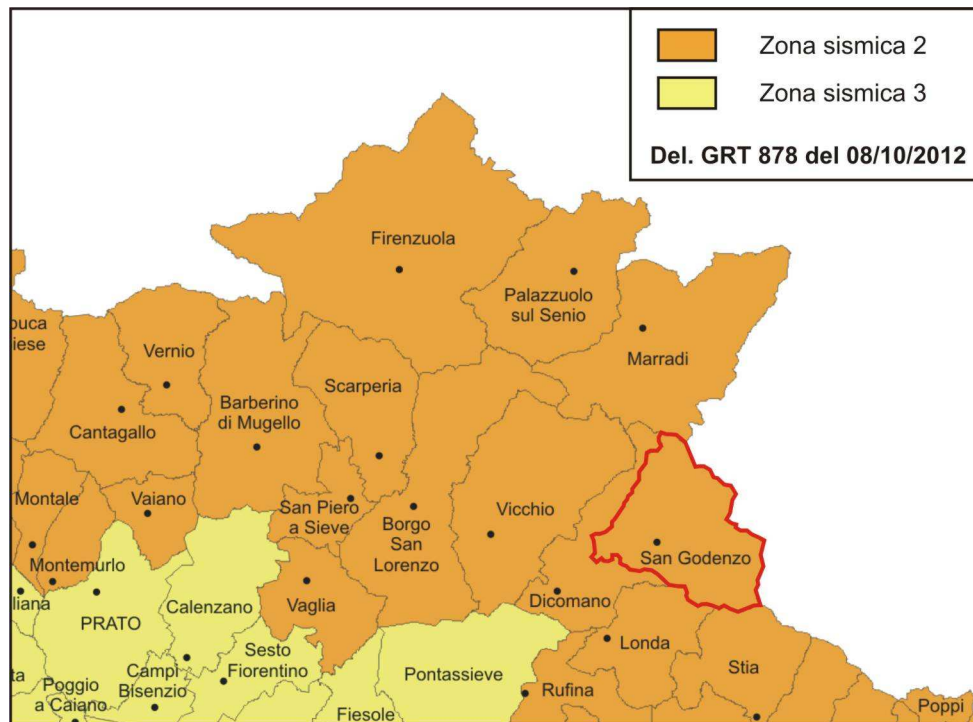 Zona sismica 2
Zona sismica 3
Del. GRT 878 del 08/10/2012
Firenzuola
Palazzuolo
sul Senio
Marradi
Vernio
Scarperia
Barberino
di Mugello
Cantagallo
Montale
Vaiano
San Piero
a Sieve
Borgo
San
Lorenzo
Vicchio
San Godenzo
Montemurlo
Calenzano
Vaglia
Dicomano
PRATO
Londa
Stia
Sesto
Fiorentino
Campi
Bisenzio
Pontassieve
Poggio
a Caiano
Fiesole
Rufina
Poppi